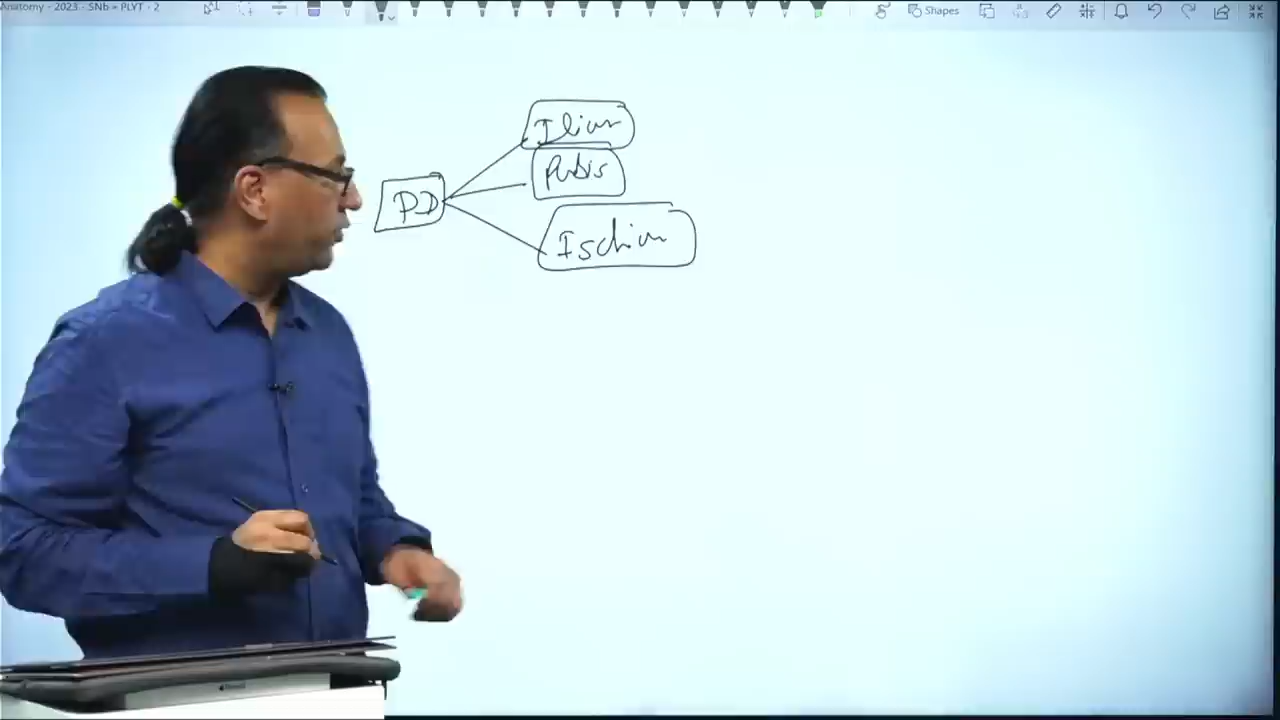 Anatomy - 2023 - SNb » PLYT - 2
Shapes
Ilium
Pubis
PD
Ischium